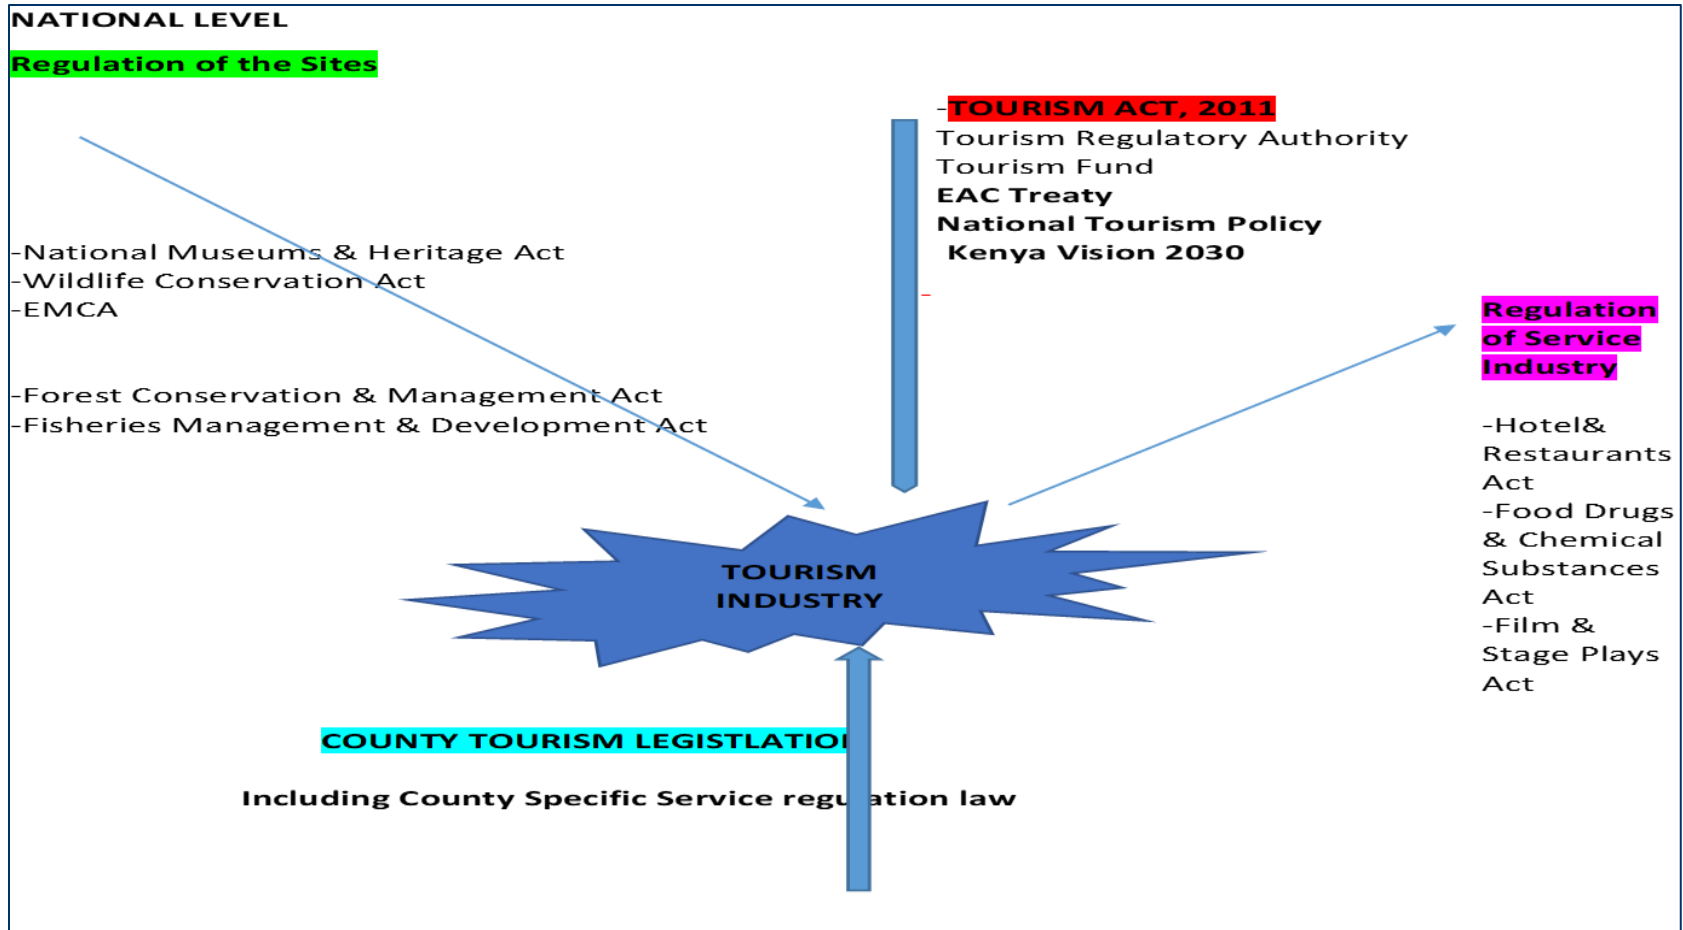 NATIONAL LEVEL
Regulation of the Sites
-TOURISM ACT, 2011
Tourism Regulatory Authority
Tourism Fund
EAC Treaty
National Tourism Policy
Kenya Vision 2030
-
-National Museums & Heritage Act
-Wildlife Conservation Act
-EMCA
-Forest Conservation & Management Act
-Fisheries Management & Development Act
Regulation
of Service
Industry
-Hotel&
Restaurants
Act
-Food Drugs
& Chemical
Substances
Act
-Film &
Stage Plays
Act
TOURISM
INDUSTRY
COUNTY TOURISM LEGISTLATION
Including County Specific Service regulation law